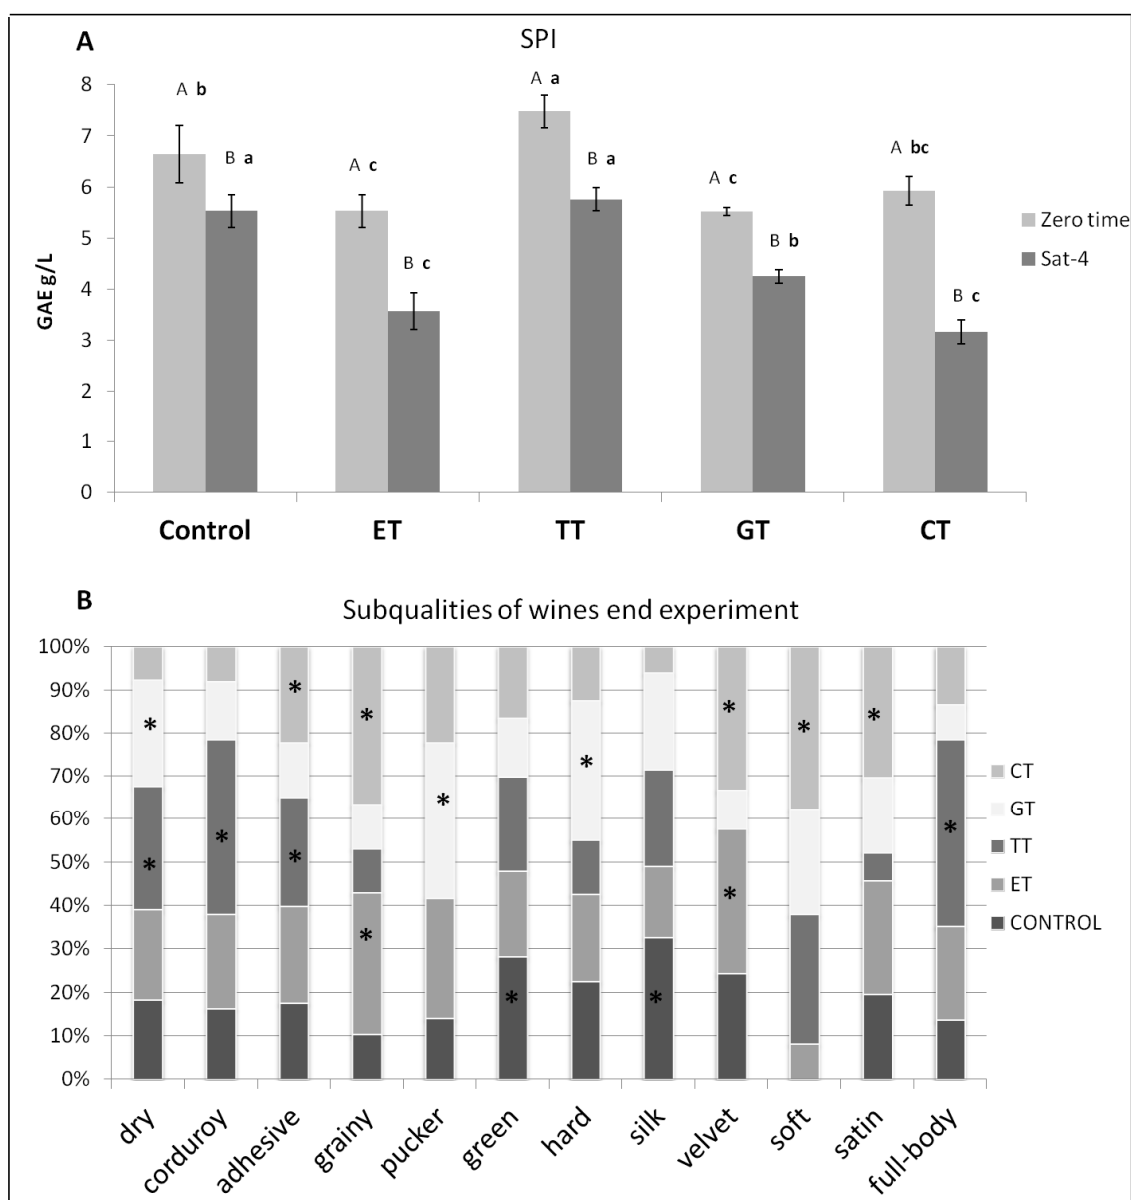 A
SPI
8
7
6
5
4
3
2
1
0
GAE g/L
A b
B a
A c
B c
A a
B a
A c
B b
A bc
B c
Zero time
Sat-4
Control ET TT GT CT
B
Subqualities of wines end experiment
100%
90%
80%
70%
60%
50%
40%
30%
20%
10%
0%
* * * * * * * * * * * * * * * *
CT
GT
TT
ET
CONTROL
dry corduroy adhesive grainy pucker green hard silk velvet soft satin full-body